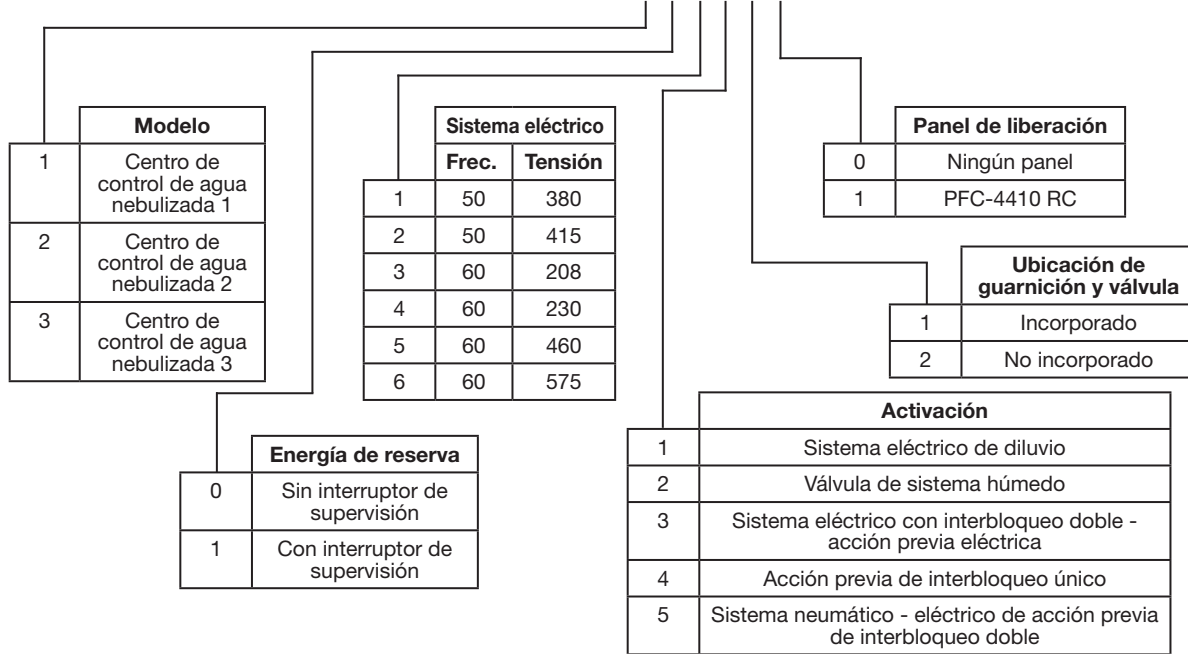 Modelo
1 Centro de
control de agua
nebulizada 1
2 Centro de
control de agua
nebulizada 2
3 Centro de
control de agua
nebulizada 3
Energía de reserva
0 Sin interruptor de
supervisión
1 Con interruptor de
supervisión
Sistema eléctrico
Frec. Tensión
1 50 380
2 50 415
3 60 208
4 60 230
5 60 460
6 60 575
Panel de liberación
0 Ningún panel
1 PFC-4410 RC
Ubicación de
guarnición y válvula
1 Incorporado
2 No incorporado
Activación
1 Sistema eléctrico de diluvio
2 Válvula de sistema húmedo
3 Sistema eléctrico con interbloqueo doble -
acción previa eléctrica
4 Acción previa de interbloqueo único
5 Sistema neumático - eléctrico de acción previa
de interbloqueo doble